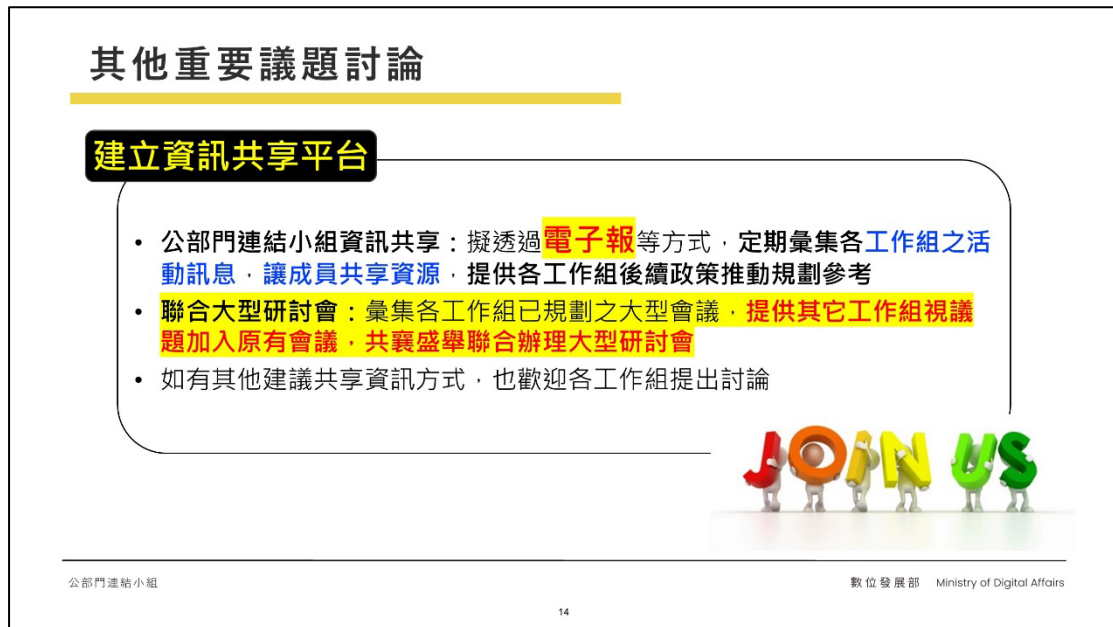 其他重要議題討論
建立資訊共享平台
• 公部門連結小組資訊共享：擬透過電子報等方式，定期彙集各工作組之活
動訊息，讓成員共享資源，提供各工作組後續政策推動規劃參考
• 聯合大型研討會：彙集各工作組已規劃之大型會議，提供其它工作組視議
題加入原有會議，共襄盛舉聯合辦理大型研討會
• 如有其他建議共享資訊方式，也歡迎各工作組提出討論
JOIN US
公部門連結小組
數位發展部 Ministry of Digital Affairs
14